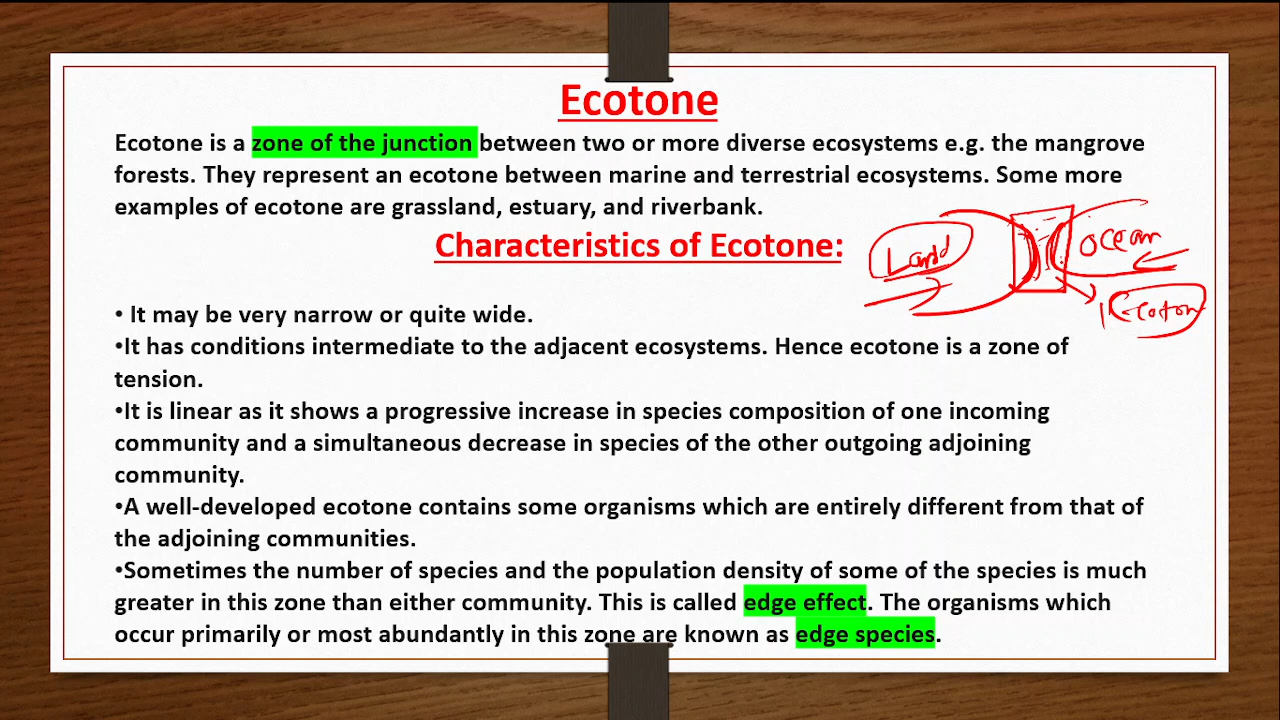 Ecotone
Ecotone is a zone of the junction between two or more diverse ecosystems e.g. the mangrove
forests. They represent an ecotone between marine and terrestrial ecosystems. Some more
examples of ecotone are grassland, estuary, and riverbank.
Characteristics of Ecotone:
Land
ocean
Ecoton
• It may be very narrow or quite wide.
•It has conditions intermediate to the adjacent ecosystems. Hence ecotone is a zone of
tension.
•It is linear as it shows a progressive increase in species composition of one incoming
community and a simultaneous decrease in species of the other outgoing adjoining
community.
•A well-developed ecotone contains some organisms which are entirely different from that of
the adjoining communities.
•Sometimes the number of species and the population density of some of the species is much
greater in this zone than either community. This is called edge effect. The organisms which
occur primarily or most abundantly in this zone are known as edge species.